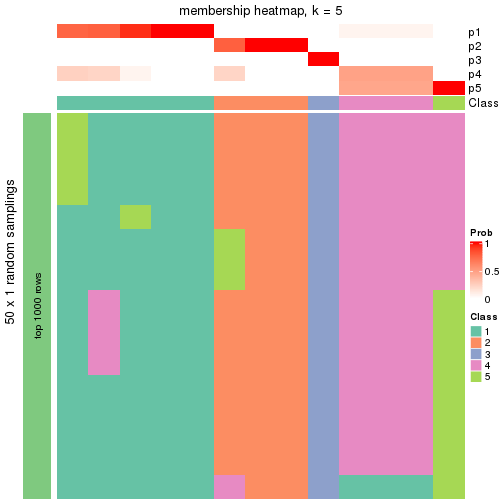 membership heatmap, k = 5
p1
p2
p3
p4
p5
Class
50 x 1 random samplings
top 1000 rows
Prob
1
0.5
0
Class
1
2
3
4
5